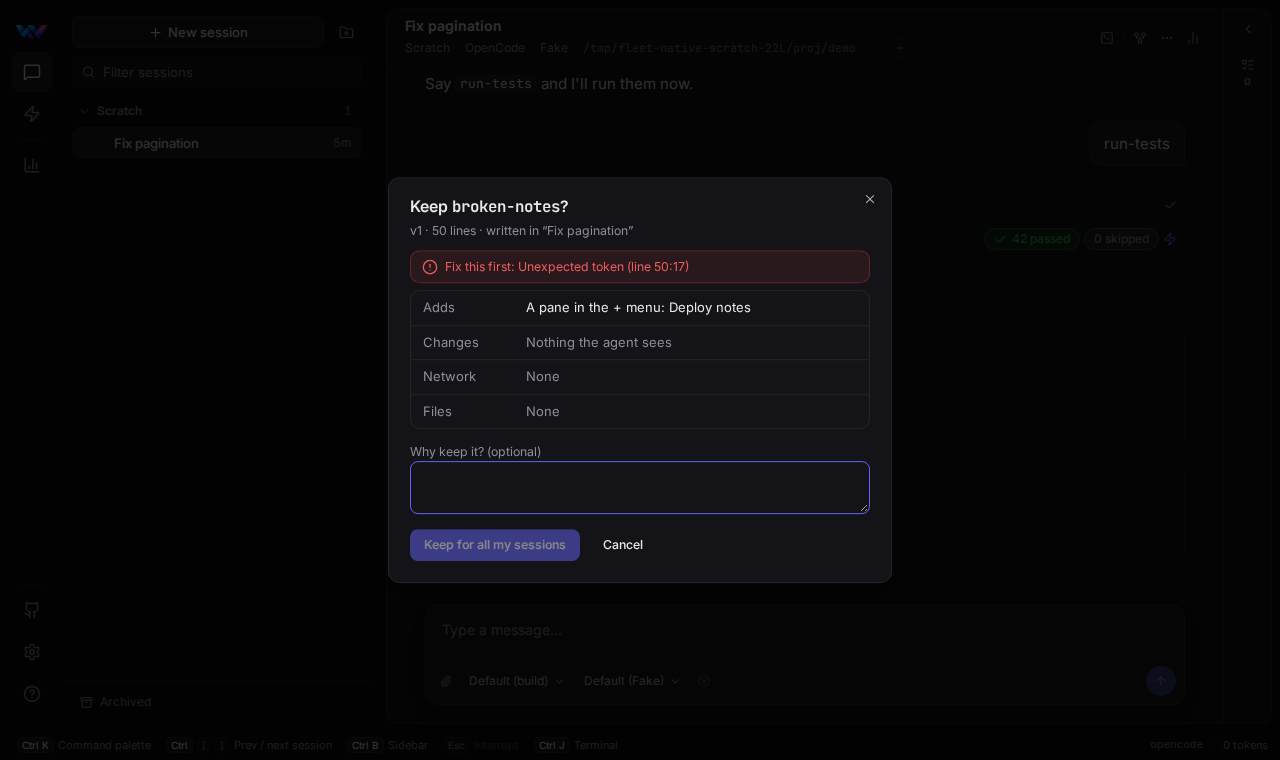 New session
Filter sessions
Scratch 1
Fix pagination 5m
Archived
Fix pagination
Scratch OpenCode Fake /tmp/fleet-native-scratch-22L/proj/demo
0
Say run-tests and I'll run them now.
run-tests
42 passed 0 skipped
Keep broken-notes?
v1 · 50 lines · written in “Fix pagination”
Fix this first: Unexpected token (line 50:17)
Adds A pane in the + menu: Deploy notes
Changes Nothing the agent sees
Network None
Files None
Why keep it? (optional)
Keep for all my sessions Cancel
Type a message...
Default (build) Default (Fake)
Ctrl K Command palette Ctrl [ ] Prev / next session Ctrl B Sidebar Esc Interrupt Ctrl J Terminal opencode 0 tokens